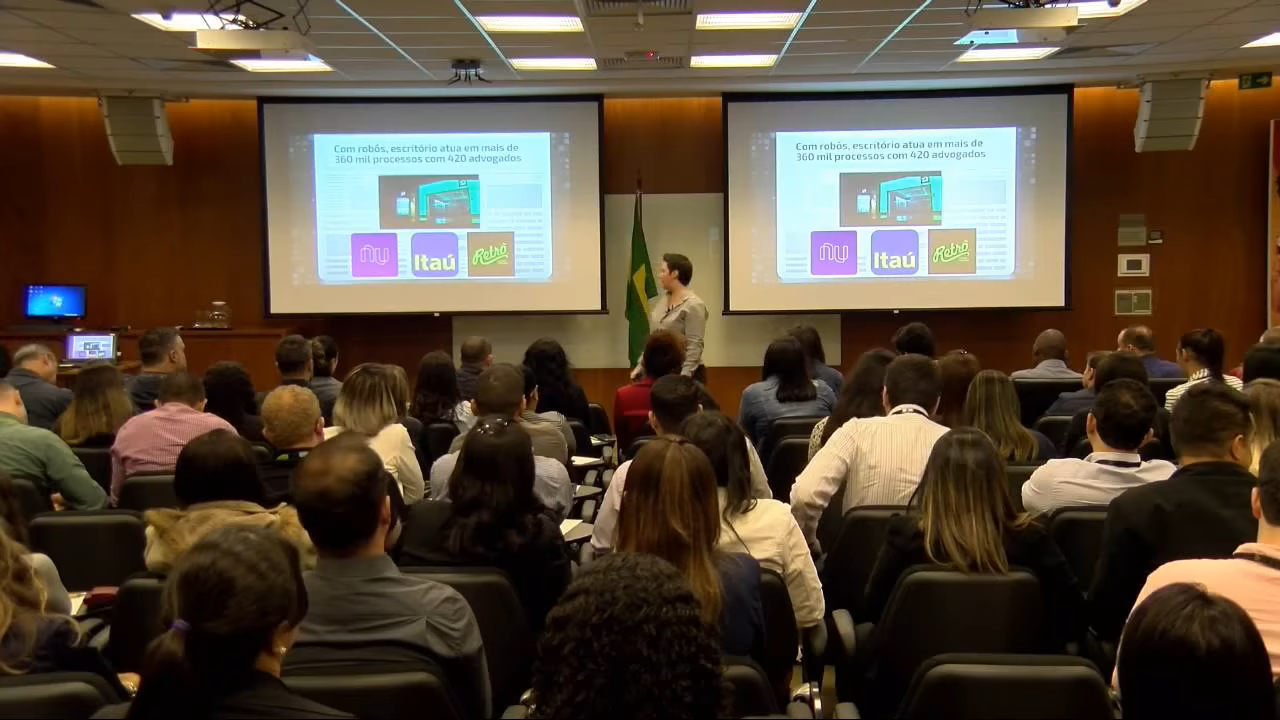 Com robôs, escritório atua em mais de
360 mil processos com 420 advogados
nu
Itaú
Retrô
Com robôs, escritório atua em mais de
360 mil processos com 420 advogados
nu
Itaú
Retrô